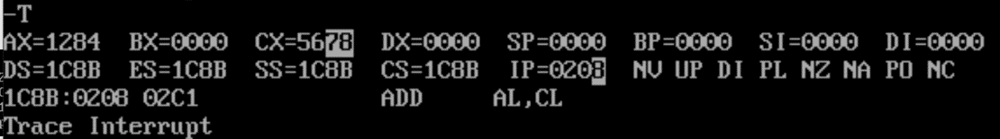 -T
AX=1284  BX=0000  CX=5678  DX=0000  SP=0000  BP=0000  SI=0000  DI=0000
DS=1C8B  ES=1C8B  SS=1C8B  CS=1C8B  IP=0208  NV UP DI PL NZ NA PO NC
1C8B:0208 02C1          ADD     AL,CL
Trace Interrupt